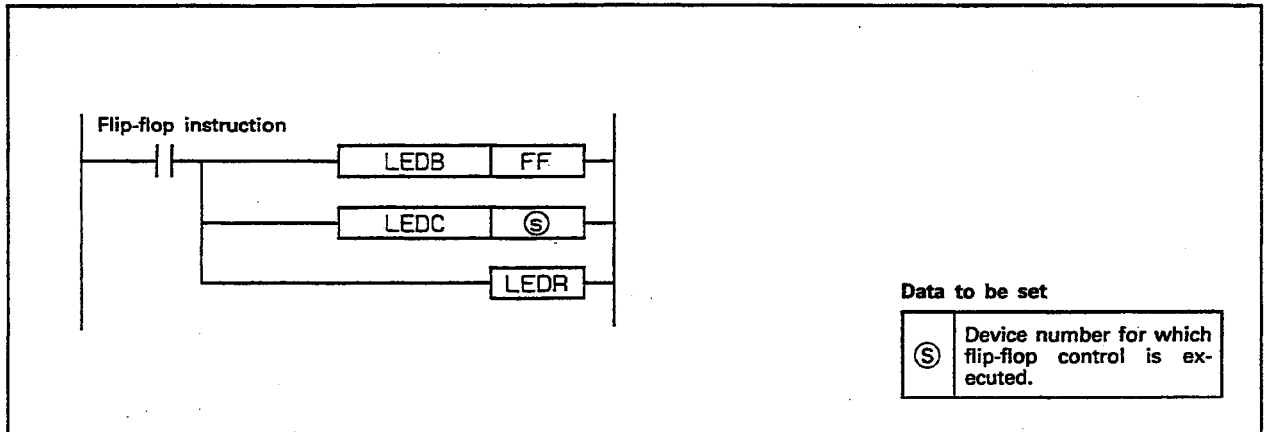 Flip-flop instruction
LEDB FF
LEDC Ⓢ
LEDR
Data to be set
Ⓢ Device number for which
flip-flop control is ex-
ecuted.